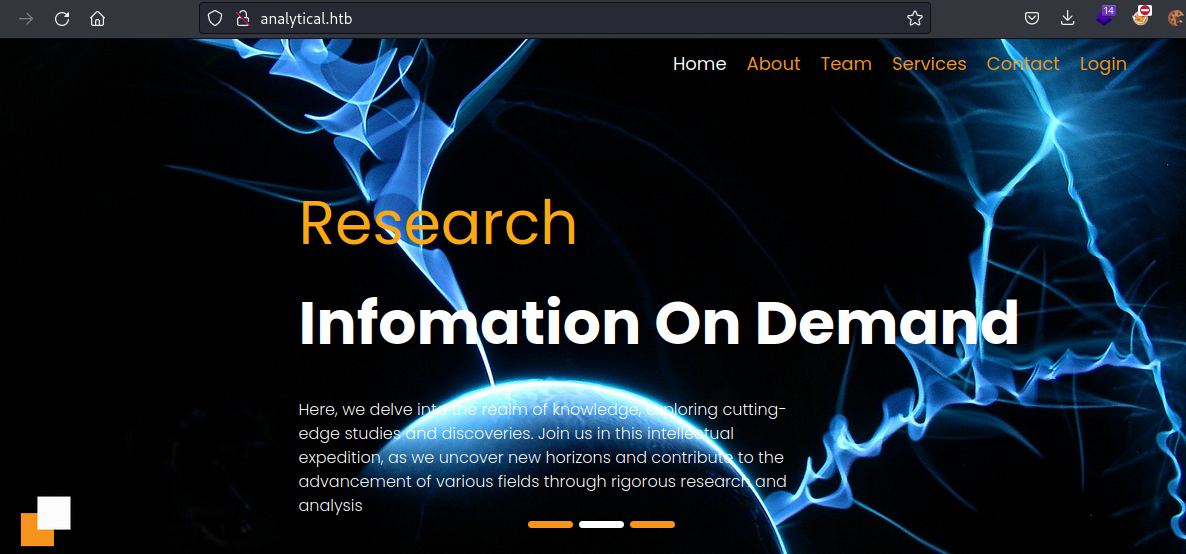 analytical.htb
14
Home About Team Services Contact Login
Research
Infomation On Demand
Here, we delve into the realm of knowledge, exploring cutting-
edge studies and discoveries. Join us in this intellectual
expedition, as we uncover new horizons and contribute to the
advancement of various fields through rigorous research and
analysis